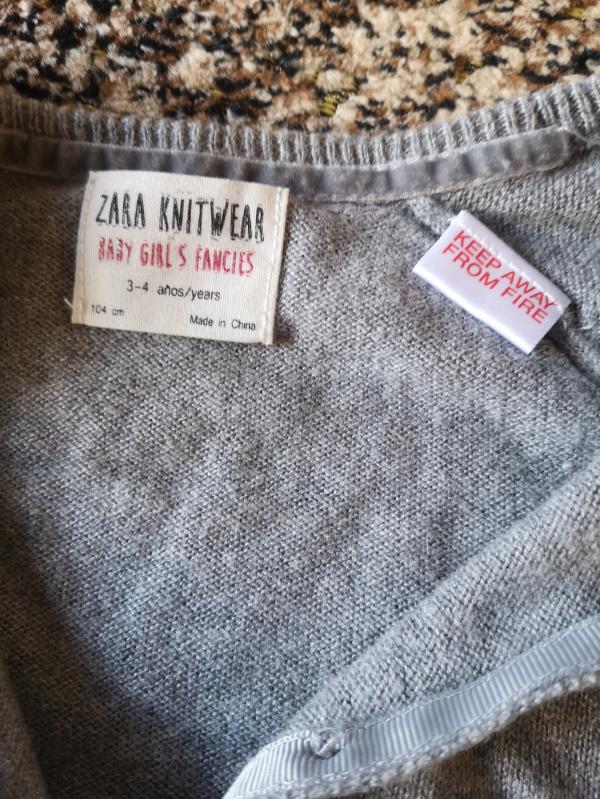 ZARA KNITWEAR
BABY GIRL'S FANCIES
3-4 años/years
104 cm
Made in China
KEEP AWAY
FROM FIRE